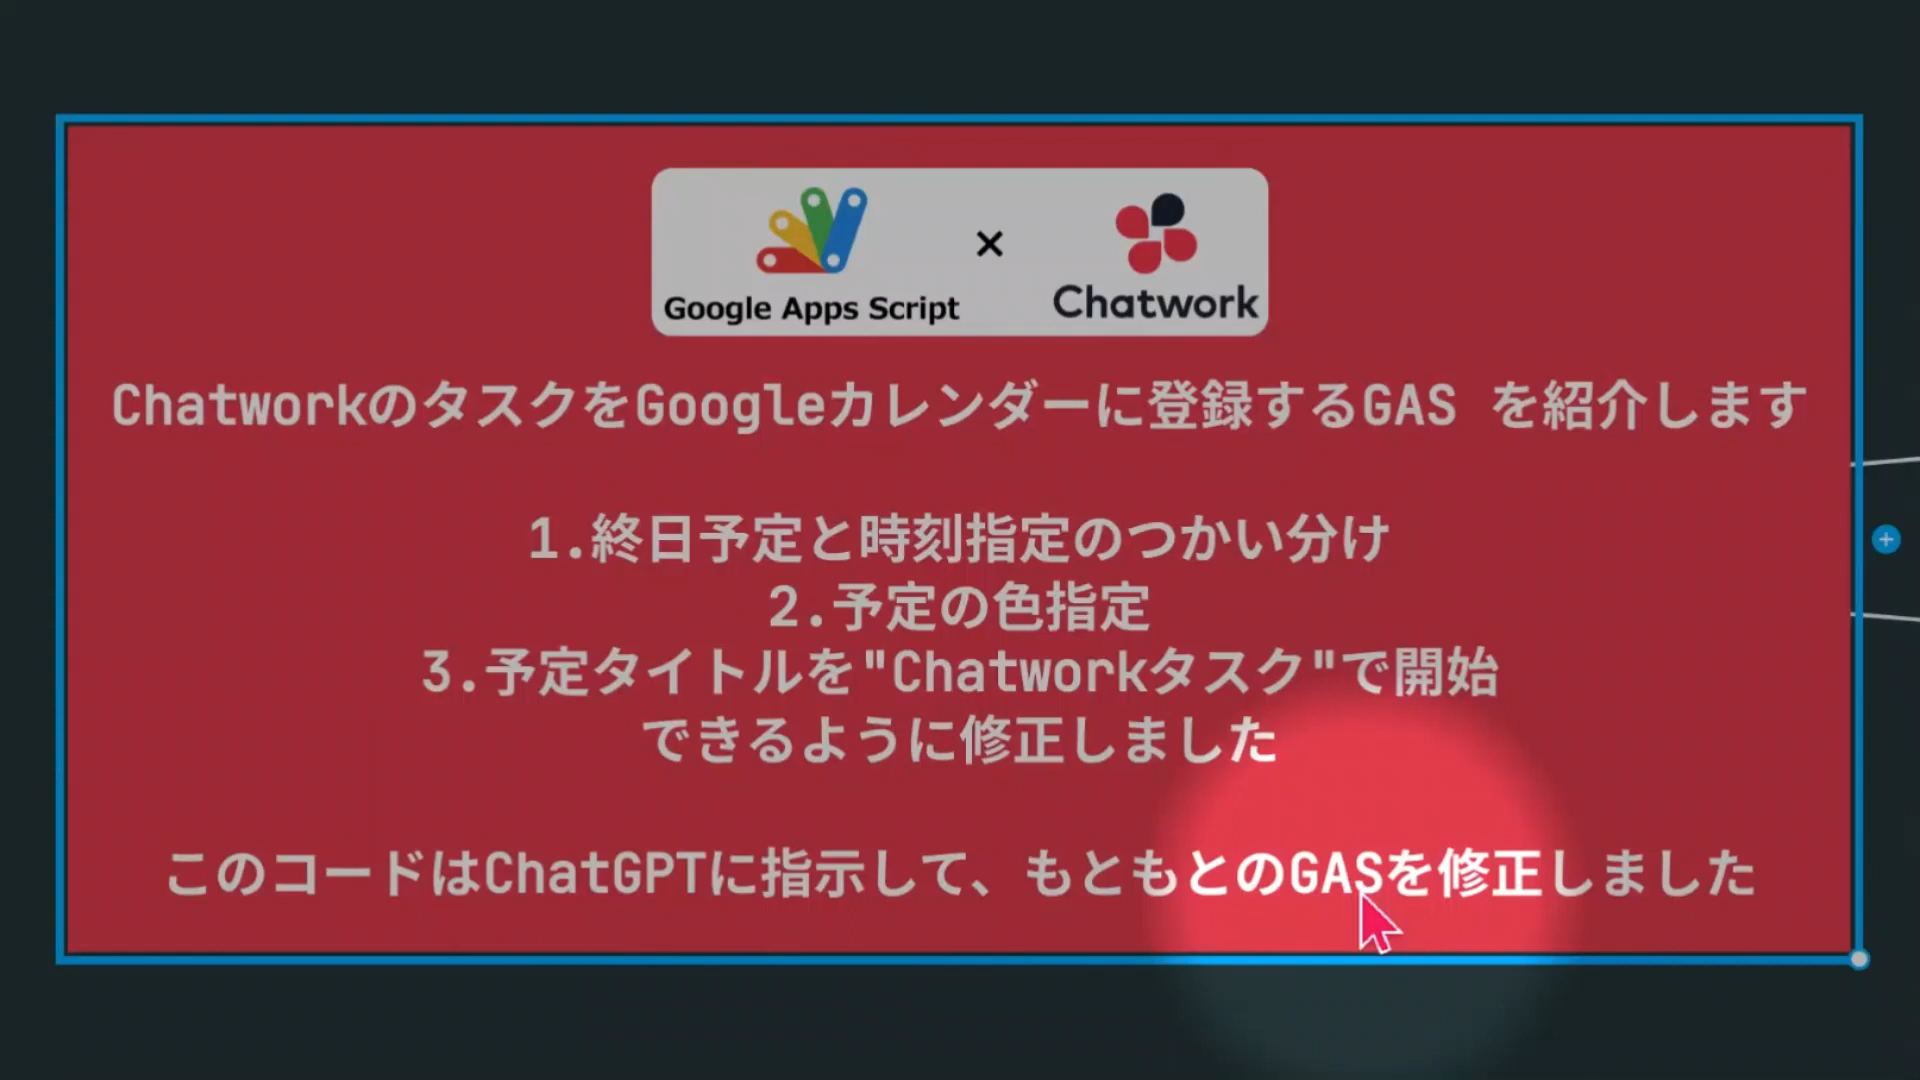 Google Apps Script × Chatwork
ChatworkのタスクをGoogleカレンダーに登録するGAS を紹介します
1.終日予定と時刻指定のつかい分け
2.予定の色指定
3.予定タイトルを"Chatworkタスク"で開始
できるように修正しました
このコードはChatGPTに指示して、もともとのGASを修正しました